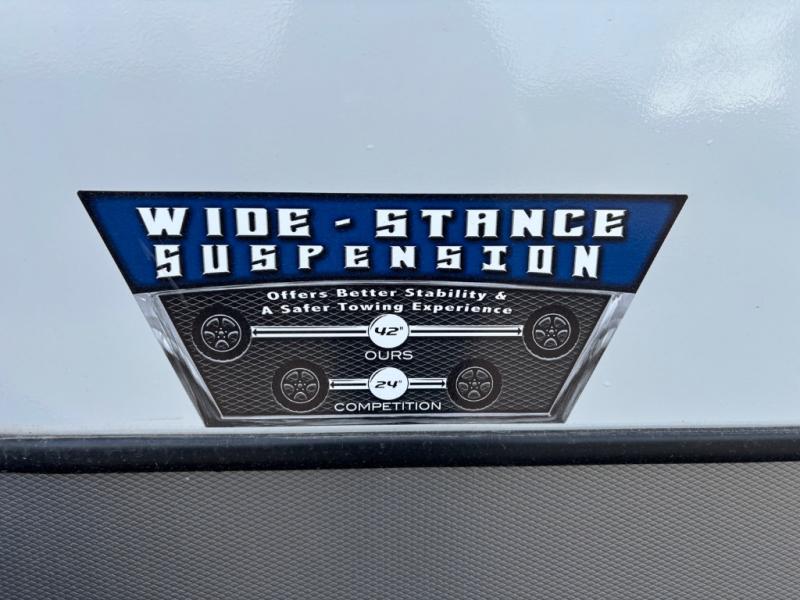 WIDE - STANCE
SUSPENSION
Offers Better Stability &
A Safer Towing Experience
42"
OURS
24"
COMPETITION